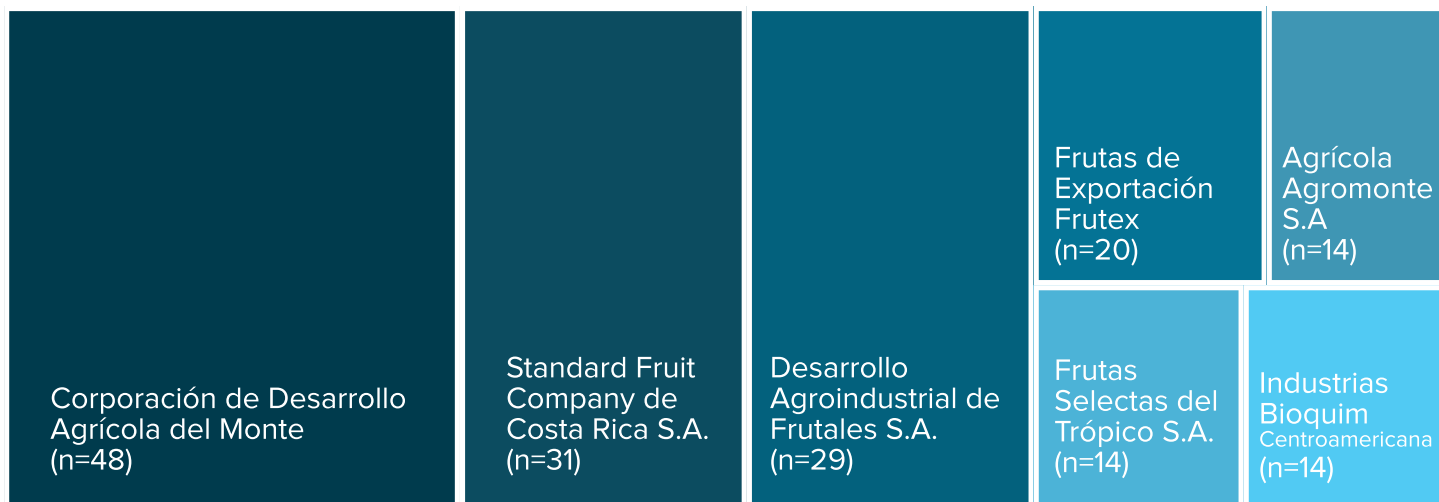 Corporación de Desarrollo
Agrícola del Monte
(n=48)
Standard Fruit
Company de
Costa Rica S.A.
(n=31)
Desarrollo
Agroindustrial de
Frutales S.A.
(n=29)
Frutas de
Exportación
Frutex
(n=20)
Agrícola
Agromonte
S.A
(n=14)
Frutas
Selectas del
Trópico S.A.
(n=14)
Industrias
Bioquim
Centroamericana
(n=14)